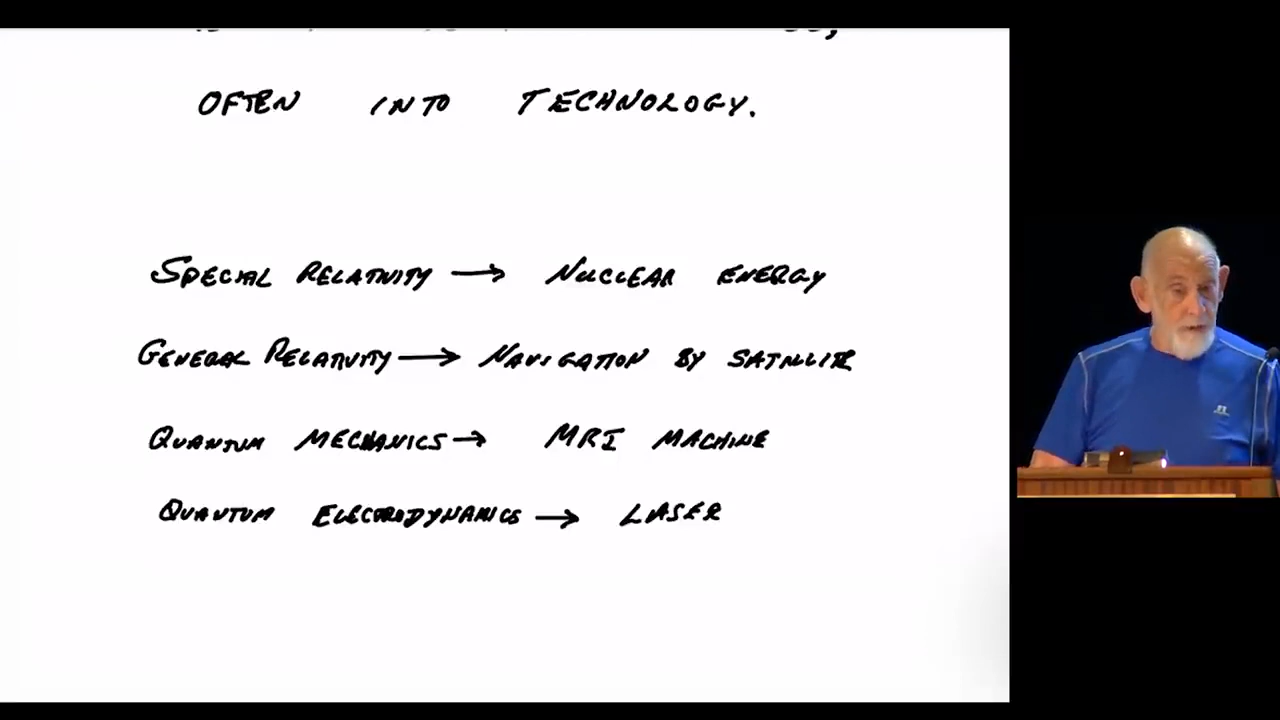 OFTEN INTO TECHNOLOGY.
SPECIAL RELATIVITY → NUCLEAR ENERGY
GENERAL RELATIVITY → NAVIGATION BY SATELLITE
QUANTUM MECHANICS → MRI MACHINE
QUANTUM ELECTRODYNAMICS → LASER